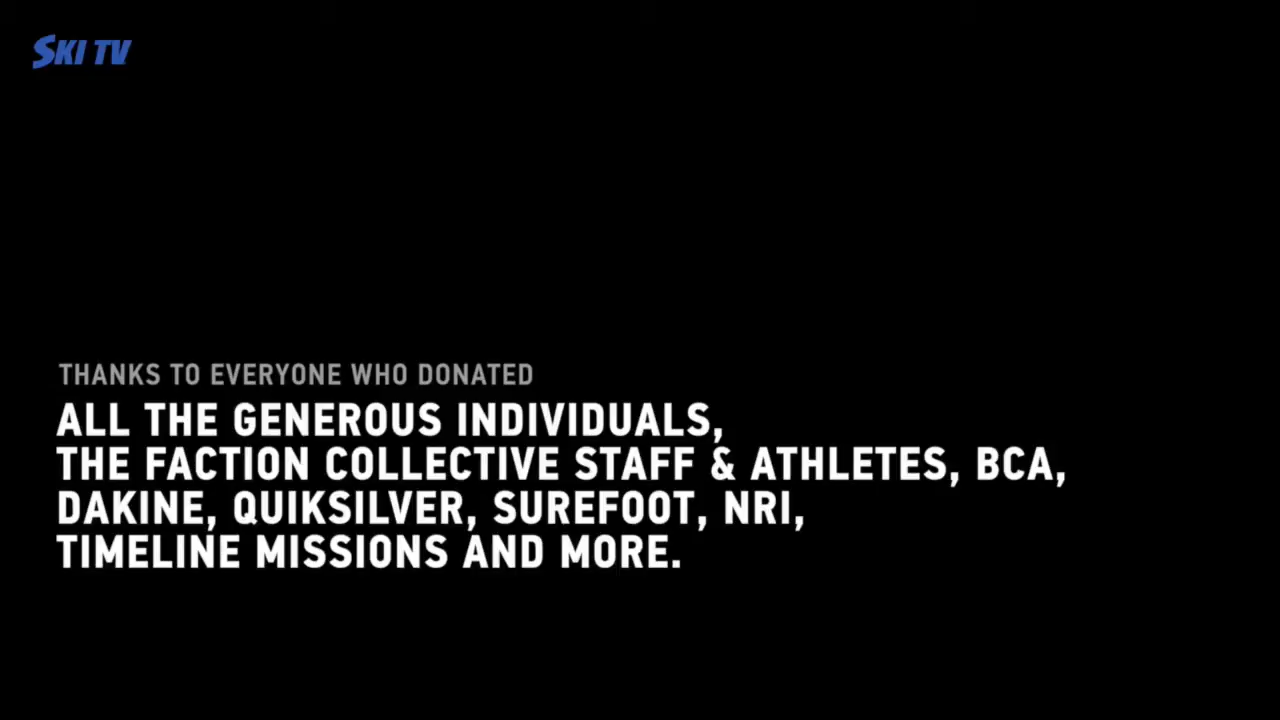 SKI TV
THANKS TO EVERYONE WHO DONATED
ALL THE GENEROUS INDIVIDUALS,
THE FACTION COLLECTIVE STAFF & ATHLETES, BCA,
DAKINE, QUIKSILVER, SUREFOOT, NRI,
TIMELINE MISSIONS AND MORE.